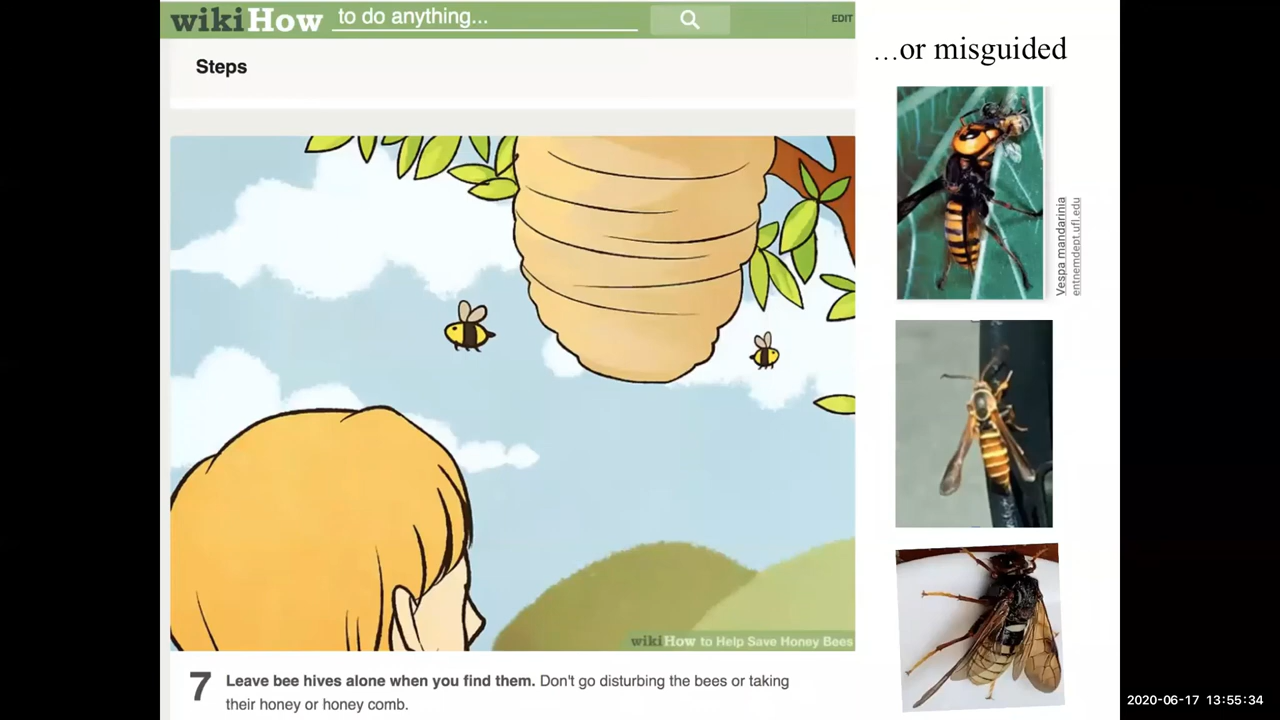 wikiHow to do anything...
EDIT
…or misguided
Steps
Vespa mandarinia
entnemdept.ufl.edu
wikiHow to Help Save Honey Bees
7 Leave bee hives alone when you find them. Don't go disturbing the bees or taking
their honey or honey comb.
2020-06-17 13:55:34